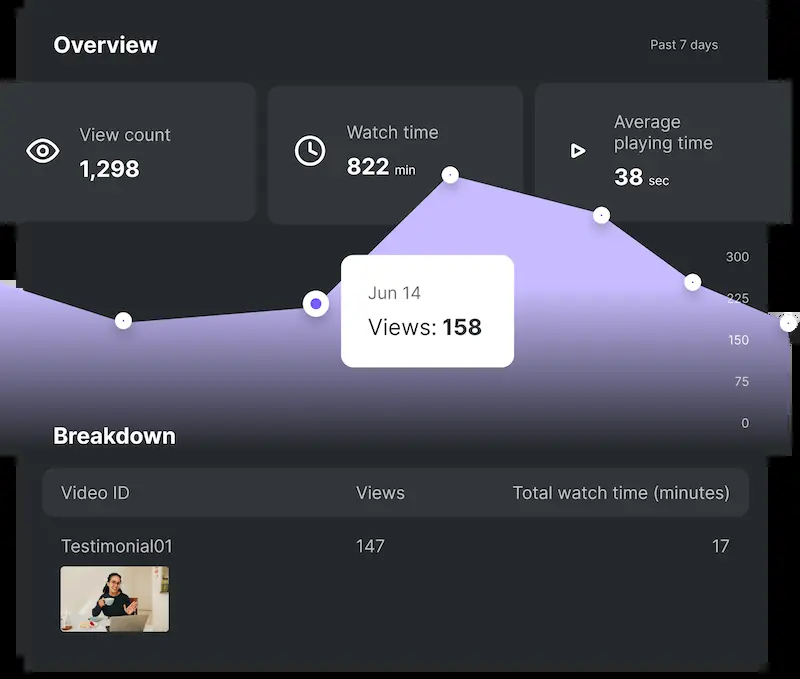 Overview
Past 7 days
View count
1,298
Watch time
822 min
Average
playing time
38 sec
300
225
150
75
0
Jun 14
Views: 158
Breakdown
Video ID
Views
Total watch time (minutes)
Testimonial01
147
17